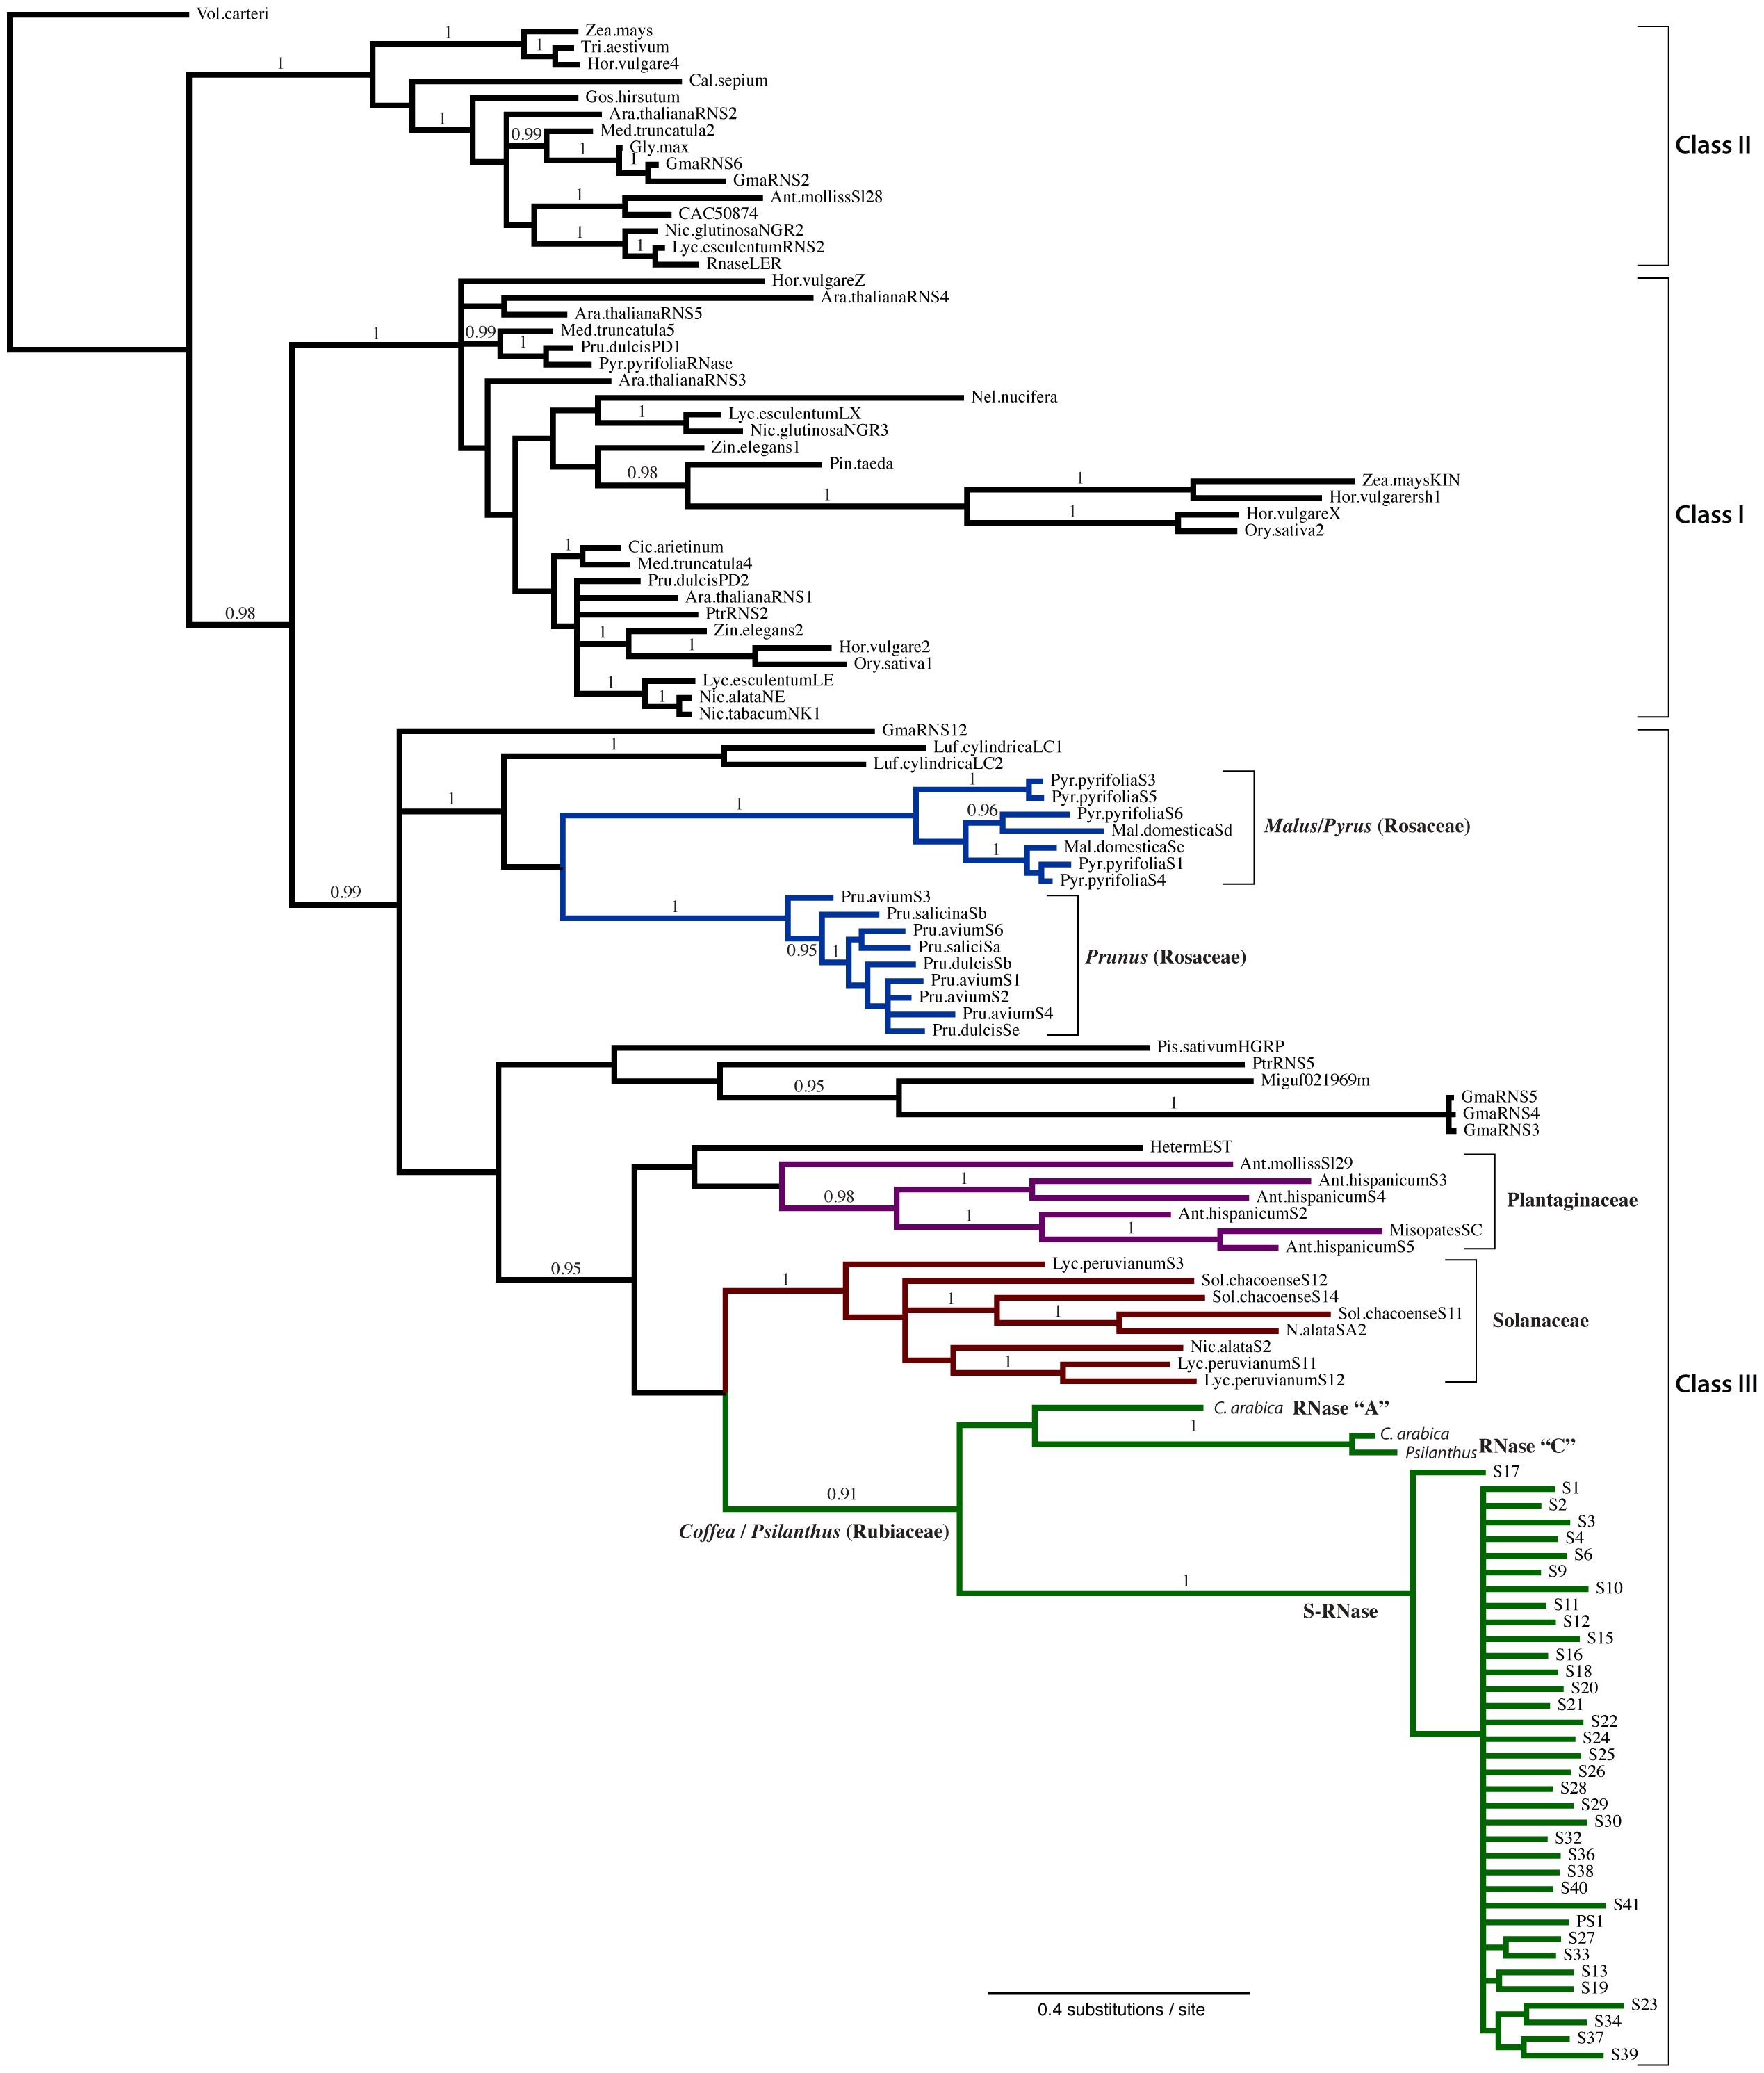 Vol.carteri
1
Zea.mays
1
Tri.aestivum
Hor.vulgare4
1
Cal.sepium
Gos.hirsutum
1
Ara.thalianaRNS2
0.99
Med.truncatula2
1
Gly.max
1
GmaRNS6
GmaRNS2
Class II
1
Ant.mollissSl28
CAC50874
1
Nic.glutinosaNGR2
1
Lyc.esculentumRNS2
RnaseLER
Hor.vulgareZ
Ara.thalianaRNS4
Ara.thalianaRNS5
1
0.99
Med.truncatula5
1
Pru.dulcisPD1
Pyr.pyrifoliaRNase
Ara.thalianaRNS3
Nel.nucifera
1
Lyc.esculentumLX
Nic.glutinosaNGR3
Zin.elegans1
0.98
Pin.taeda
1
1
Zea.maysKIN
Hor.vulgarersh1
1
Hor.vulgareX
Ory.sativa2
Class I
1
Cic.arietinum
Med.truncatula4
Pru.dulcisPD2
Ara.thalianaRNS1
0.98
PtrRNS2
1
Zin.elegans2
1
Hor.vulgare2
Ory.sativa1
1
Lyc.esculentumLE
1
Nic.alataNE
Nic.tabacumNK1
GmaRNS12
1
Luf.cylindricaLC1
Luf.cylindricaLC2
1
1
1
Pyr.pyrifoliaS3
Pyr.pyrifoliaS5
0.96
Pyr.pyrifoliaS6
Mal.domesticaSd
1
Mal.domesticaSe
Pyr.pyrifoliaS1
Pyr.pyrifoliaS4
Malus/Pyrus (Rosaceae)
0.99
1
Pru.aviumS3
Pru.salicinaSb
0.95
1
Pru.aviumS6
Pru.saliciSa
Pru.dulcisSb
Pru.aviumS1
Pru.aviumS2
Pru.aviumS4
Pru.dulcisSe
Prunus (Rosaceae)
Pis.sativumHGRP
PtrRNS5
0.95
Miguf021969m
1
GmaRNS5
GmaRNS4
GmaRNS3
HetermEST
Ant.mollissSl29
0.98
1
Ant.hispanicumS3
Ant.hispanicumS4
1
Ant.hispanicumS2
1
MisopatesSC
Ant.hispanicumS5
Plantaginaceae
0.95
1
Lyc.peruvianumS3
Sol.chacoenseS12
1
Sol.chacoenseS14
1
Sol.chacoenseS11
N.alataSA2
Nic.alataS2
1
Lyc.peruvianumS11
Lyc.peruvianumS12
Solanaceae
Class III
C. arabica RNase “A”
1
C. arabica
Psilanthus RNase “C”
0.91
Coffea / Psilanthus (Rubiaceae)
1
S-RNase
S17
S1
S2
S3
S4
S6
S9
S10
S11
S12
S15
S16
S18
S20
S21
S22
S24
S25
S26
S28
S29
S30
S32
S36
S38
S40
S41
PS1
S27
S33
S13
S19
S23
S34
S37
S39
0.4 substitutions / site